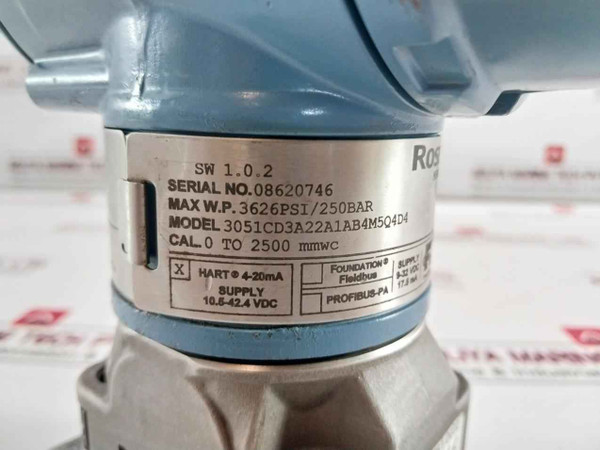 SW 1.0.2
SERIAL NO.08620746
MAX W.P.3626PSI/250BAR
MODEL 3051CD3A22A1AB4M5Q4D4
CAL.0 TO 2500 mmwc
X HART® 4-20mA
SUPPLY
10.5-42.4 VDC
FOUNDATION®
Fieldbus
PROFIBUS-PA
SUPPLY
9-32 VDC
17.5 mA